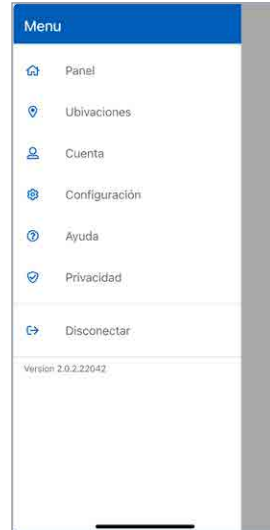 Menu
Panel
Ubivaciones
Cuenta
Configuración
Ayuda
Privacidad
Disconectar
Version 2.0.2.22042